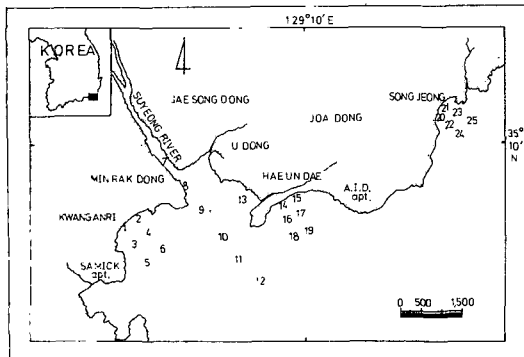 129°10'E
KOREA
SUYEONG RIVER
JAE SONG DONG
SONG JEONG
JOA DONG
21
23
20
22
25
24
35°
10'
N
U DONG
MIN RAK DONG
HAE UN DAE
A.I.D.
apt.
7
8
13
9
14
15
16
17
KWANGANRI
1
2
4
3
6
5
10
18
19
11
12
SAMICK
apt.
0 500 1,500